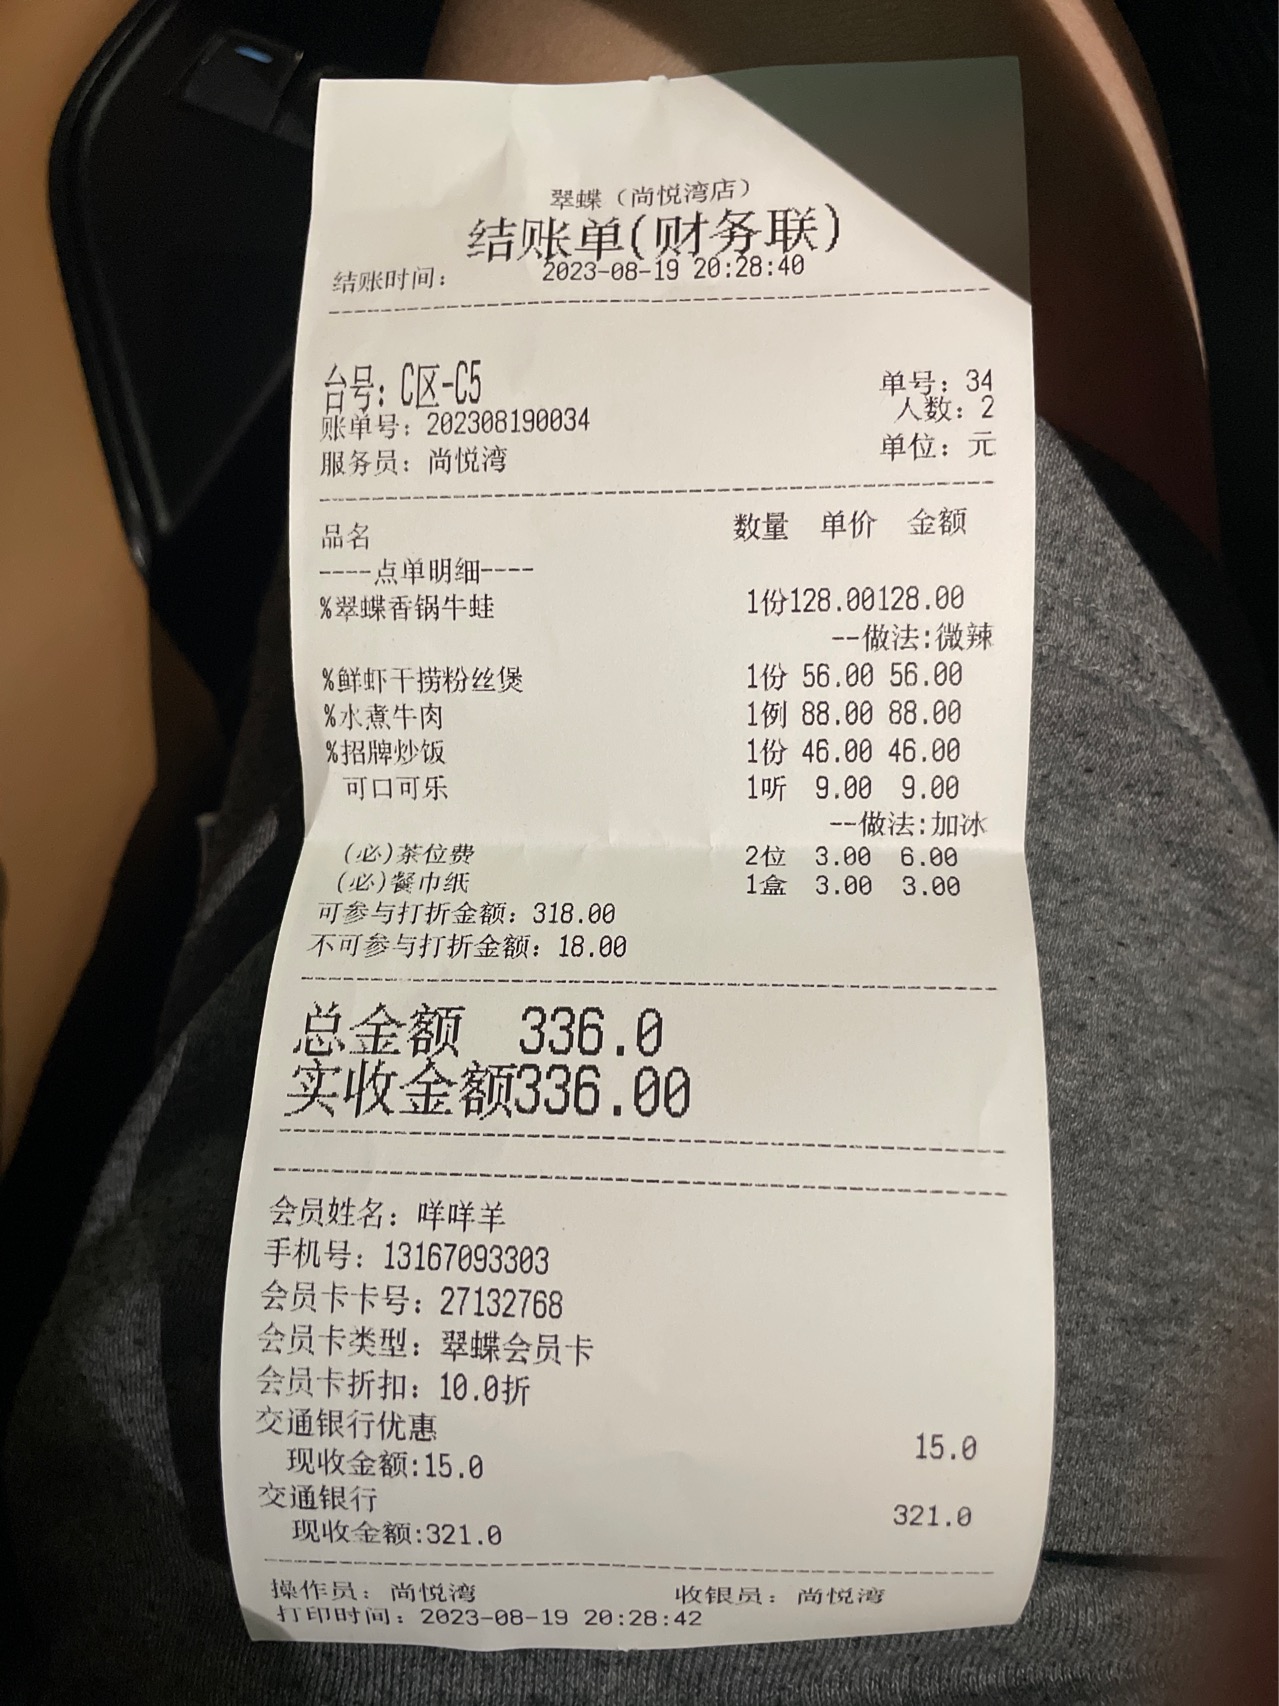 翠蝶（尚悦湾店）
结账单(财务联)
结账时间： 2023-08-19 20:28:40
台号: C区-C5
单号: 34
账单号: 202308190034
人数: 2
服务员: 尚悦湾
单位: 元
品名 数量 单价 金额
----点单明细----
%翠蝶香锅牛蛙 1份128.00128.00
--做法:微辣
%鲜虾干捞粉丝煲 1份 56.00 56.00
%水煮牛肉 1例 88.00 88.00
%招牌炒饭 1份 46.00 46.00
可口可乐 1听 9.00 9.00
--做法:加冰
(必)茶位费 2位 3.00 6.00
(必)餐巾纸 1盒 3.00 3.00
可参与打折金额: 318.00
不可参与打折金额: 18.00
总金额 336.0
实收金额336.00
会员姓名: 咩咩羊
手机号: 13167093303
会员卡卡号: 27132768
会员卡类型: 翠蝶会员卡
会员卡折扣: 10.0折
交通银行优惠 15.0
现收金额:15.0
交通银行 321.0
现收金额:321.0
操作员: 尚悦湾 收银员: 尚悦湾
打印时间: 2023-08-19 20:28:42